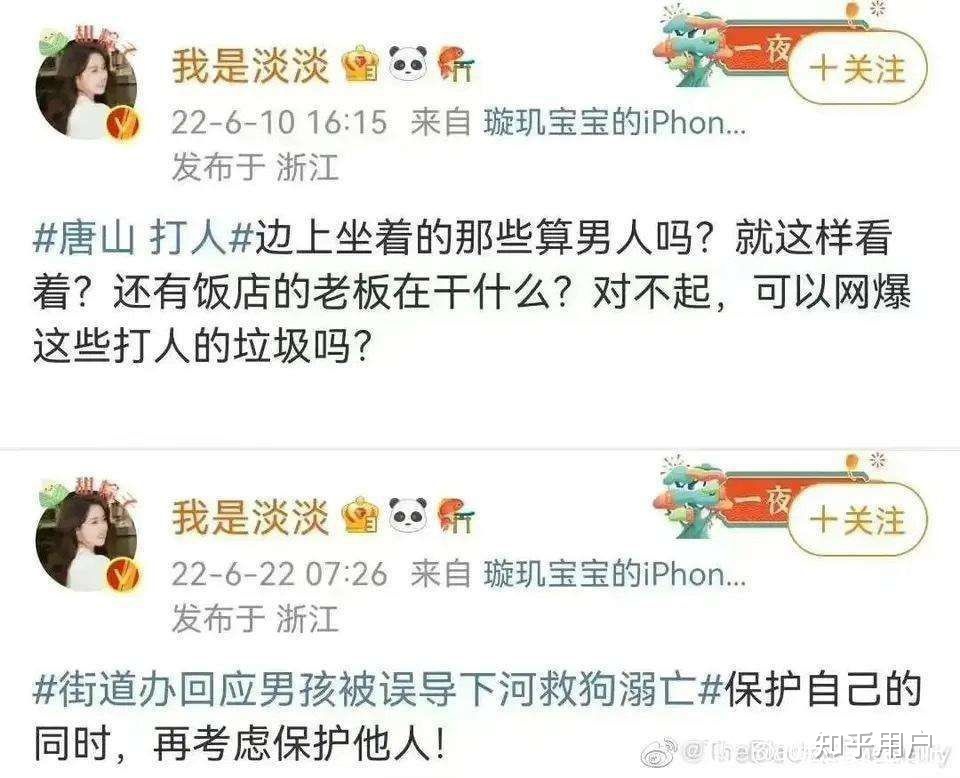 我是淡淡
一夜
+关注
22-6-10 16:15 来自 璇玑宝宝的iPhon...
发布于 浙江
#唐山 打人#边上坐着的那些算男人吗？就这样看
着？还有饭店的老板在干什么？对不起，可以网爆
这些打人的垃圾吗？
我是淡淡
一夜
+关注
22-6-22 07:26 来自 璇玑宝宝的iPhon...
发布于 浙江
#街道办回应男孩被误导下河救狗溺亡#保护自己的
同时，再考虑保护他人！
知乎用户